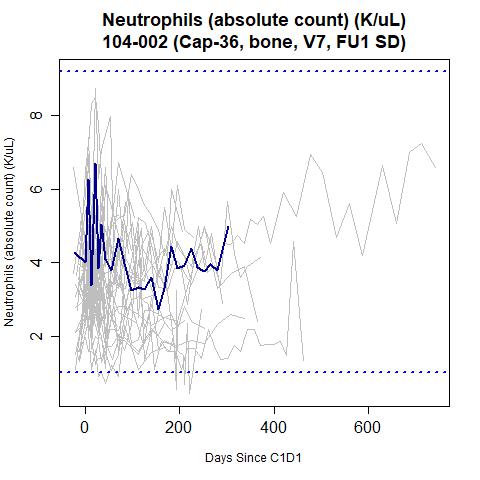 Neutrophils (absolute count) (K/uL)
104-002 (Cap-36, bone, V7, FU1 SD)
Neutrophils (absolute count) (K/uL)
8
6
4
2
0 200 400 600
Days Since C1D1